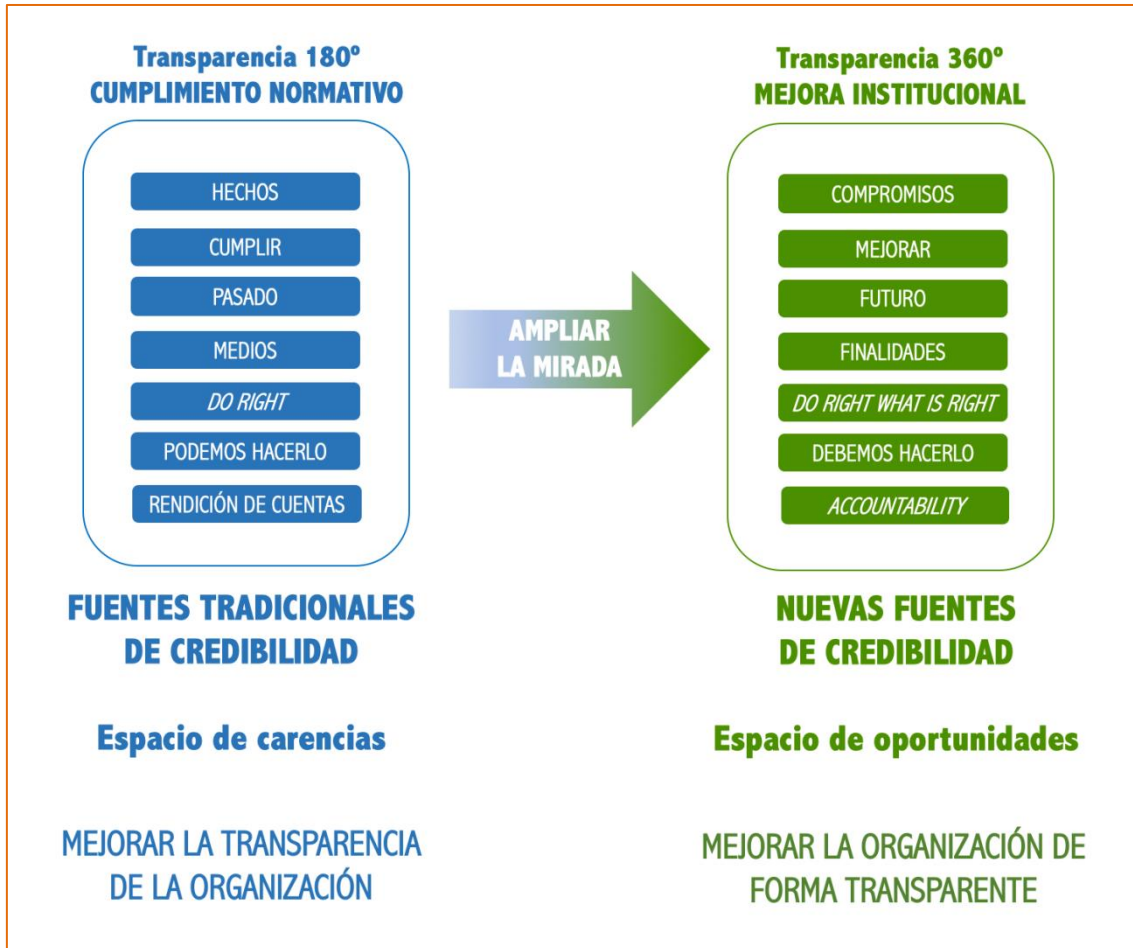 Transparencia 180º
CUMPLIMIENTO NORMATIVO
HECHOS
CUMPLIR
PASADO
MEDIOS
DO RIGHT
PODEMOS HACERLO
RENDICIÓN DE CUENTAS
FUENTES TRADICIONALES
DE CREDIBILIDAD
Espacio de carencias
MEJORAR LA TRANSPARENCIA
DE LA ORGANIZACIÓN
AMPLIAR
LA MIRADA
Transparencia 360º
MEJORA INSTITUCIONAL
COMPROMISOS
MEJORAR
FUTURO
FINALIDADES
DO RIGHT WHAT IS RIGHT
DEBEMOS HACERLO
ACCOUNTABILITY
NUEVAS FUENTES
DE CREDIBILIDAD
Espacio de oportunidades
MEJORAR LA ORGANIZACIÓN DE
FORMA TRANSPARENTE